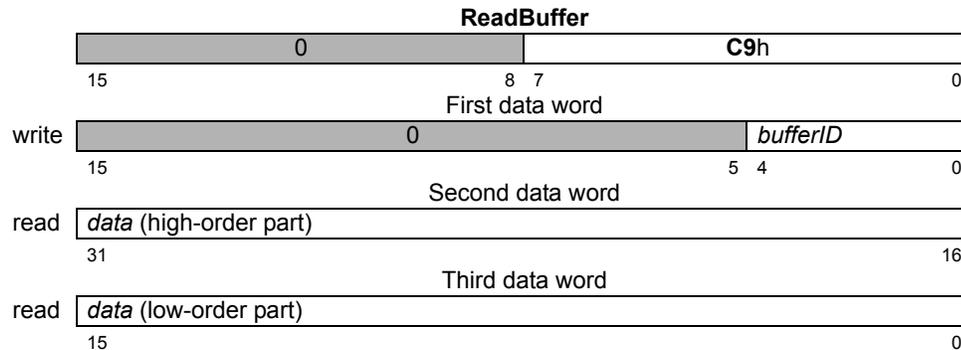 ReadBuffer
0 C9h
15 8 7 0
First data word
write 0 bufferID
15 5 4 0
Second data word
read data (high-order part)
31 16
Third data word
read data (low-order part)
15 0